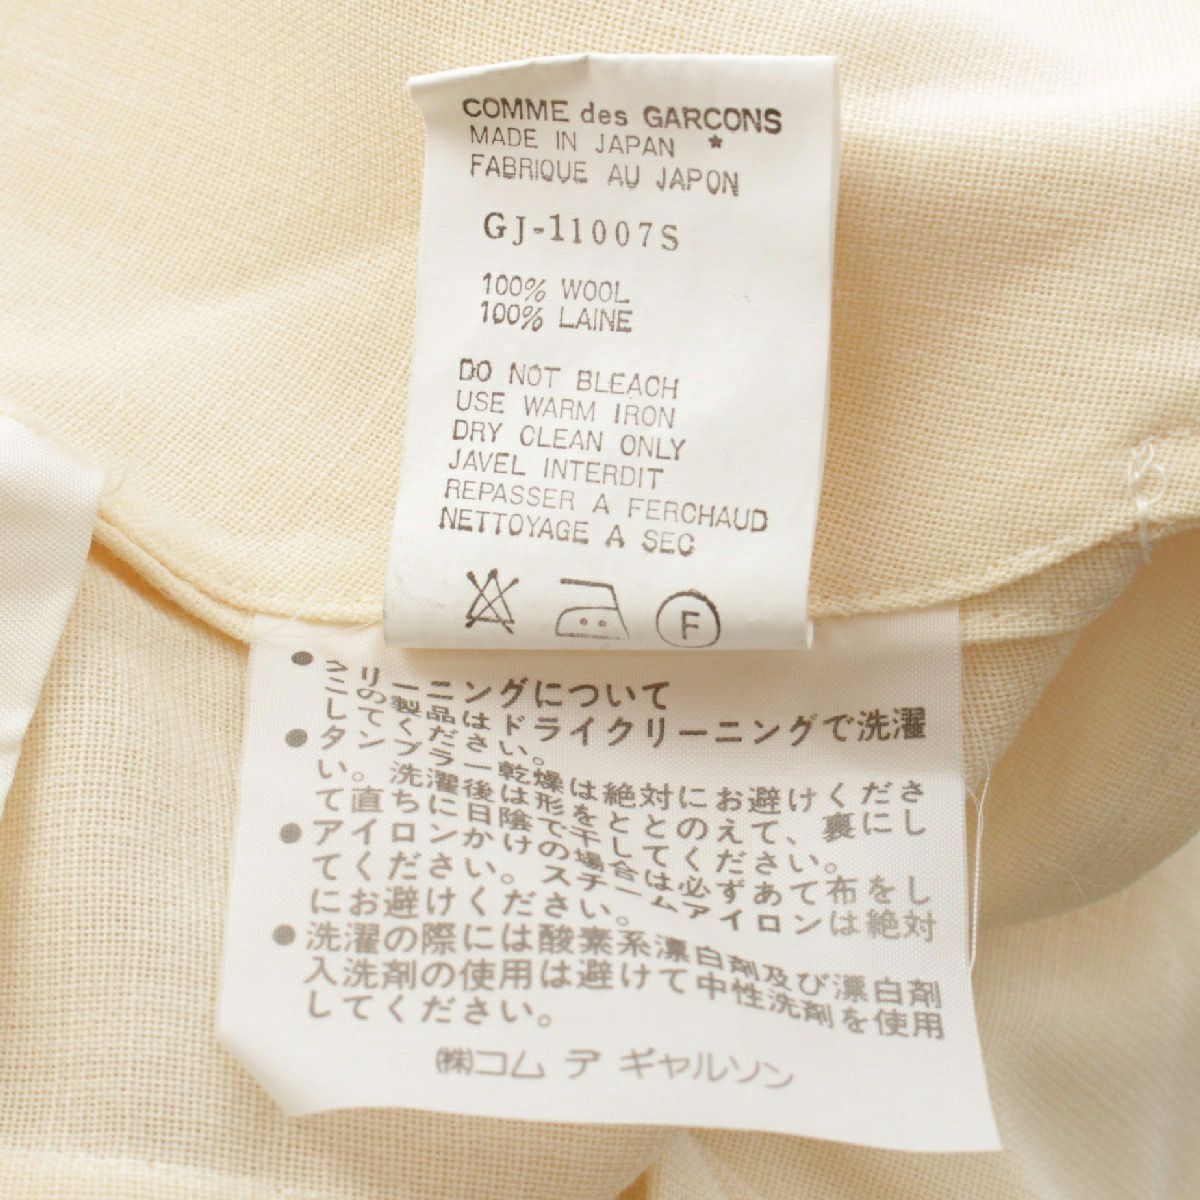 COMME des GARCONS
MADE IN JAPAN *
FABRIQUE AU JAPON
GJ-11007S
100% WOOL
100% LAINE
DO NOT BLEACH
USE WARM IRON
DRY CLEAN ONLY
JAVEL INTERDIT
REPASSER A FERCHAUD
NETTOYAGE A SEC
F
●クリーニングについて
この製品はドライクリーニングで洗濯
してください。
●タンブラー乾燥は絶対にお避けくださ
い。洗濯後は形をととのえて、裏にし
て直ちに日陰で干してください。
●アイロンかけの場合は必ずあて布をし
てください。スチームアイロンは絶対
にお避けください。
●洗濯の際には酸素系漂白剤及び漂白剤
入洗剤の使用は避けて中性洗剤を使用
してください。
㈱コム デ ギャルソン